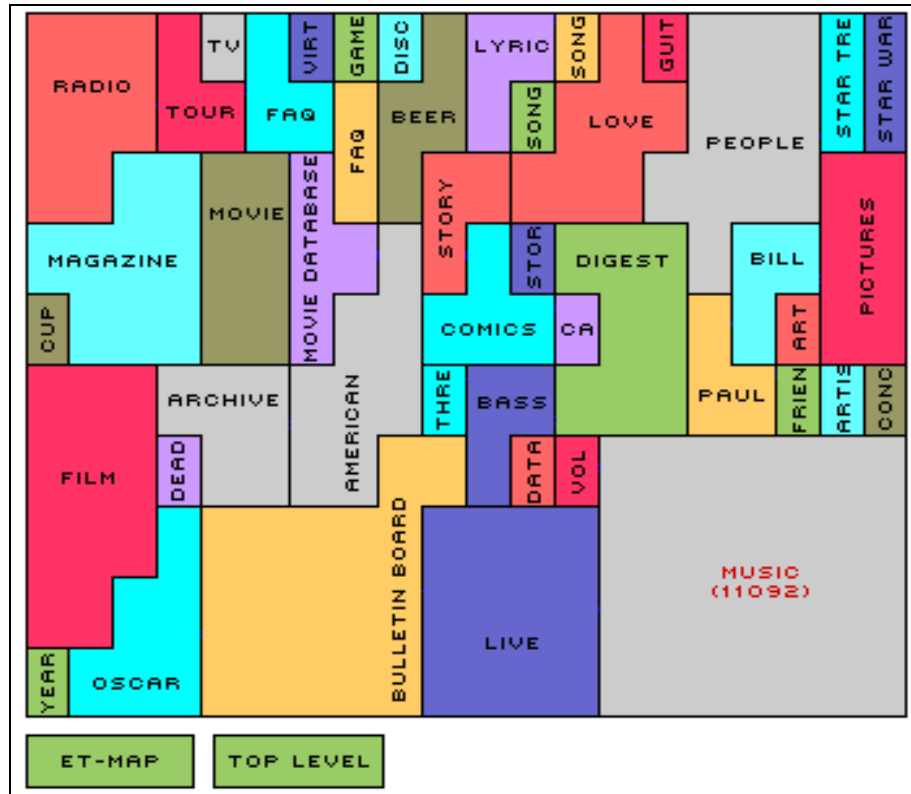 TV
VIRT
GAME
DISC
LYRIC
SONG
GUIT
STAR TRE
STAR WAR
RADIO
TOUR
FAQ
FAQ
BEER
SONG
LOVE
PEOPLE
MOVIE
MOVIE DATABASE
STORY
PICTURES
MAGAZINE
STOR
DIGEST
BILL
CUP
COMICS
CA
ART
ARCHIVE
AMERICAN
THRE
BASS
PAUL
FRIEN
ARTIS
CONC
FILM
DEAD
DATA
VOL
BULLETIN BOARD
MUSIC
(11092)
LIVE
YEAR
OSCAR
ET-MAP
TOP LEVEL